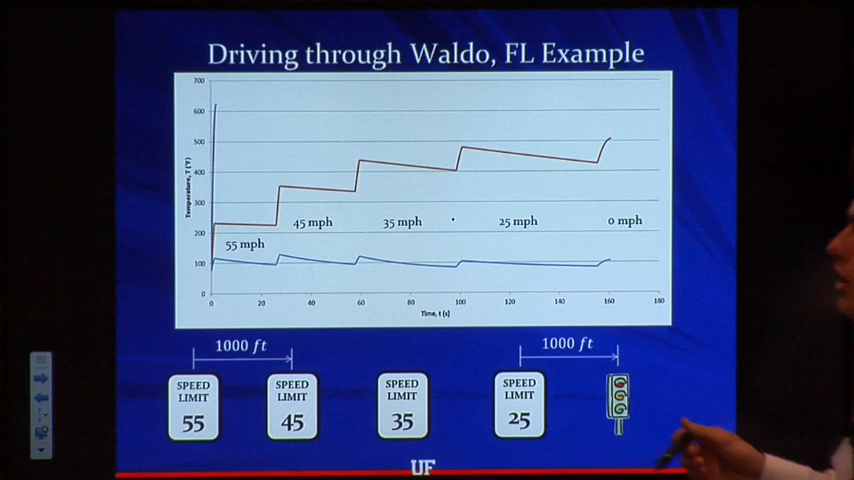 Driving through Waldo, FL Example
700
600
500
400
300
200
100
0
Temperature, T (°F)
55 mph
45 mph
35 mph
25 mph
0 mph
0
20
40
60
80
100
120
140
160
180
Time, t (s)
1000 ft
1000 ft
SPEED
LIMIT
55
SPEED
LIMIT
45
SPEED
LIMIT
35
SPEED
LIMIT
25
UF